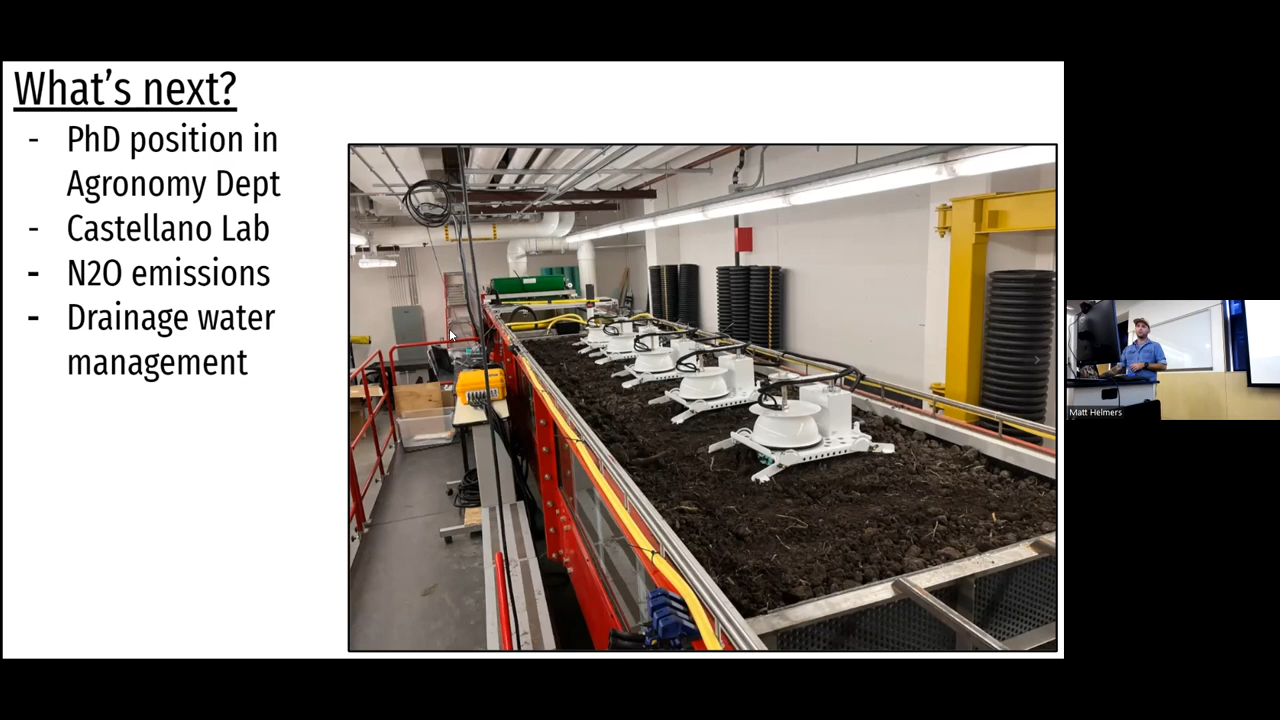 What's next?
- PhD position in
Agronomy Dept
- Castellano Lab
- N2O emissions
- Drainage water
management
Matt Helmers